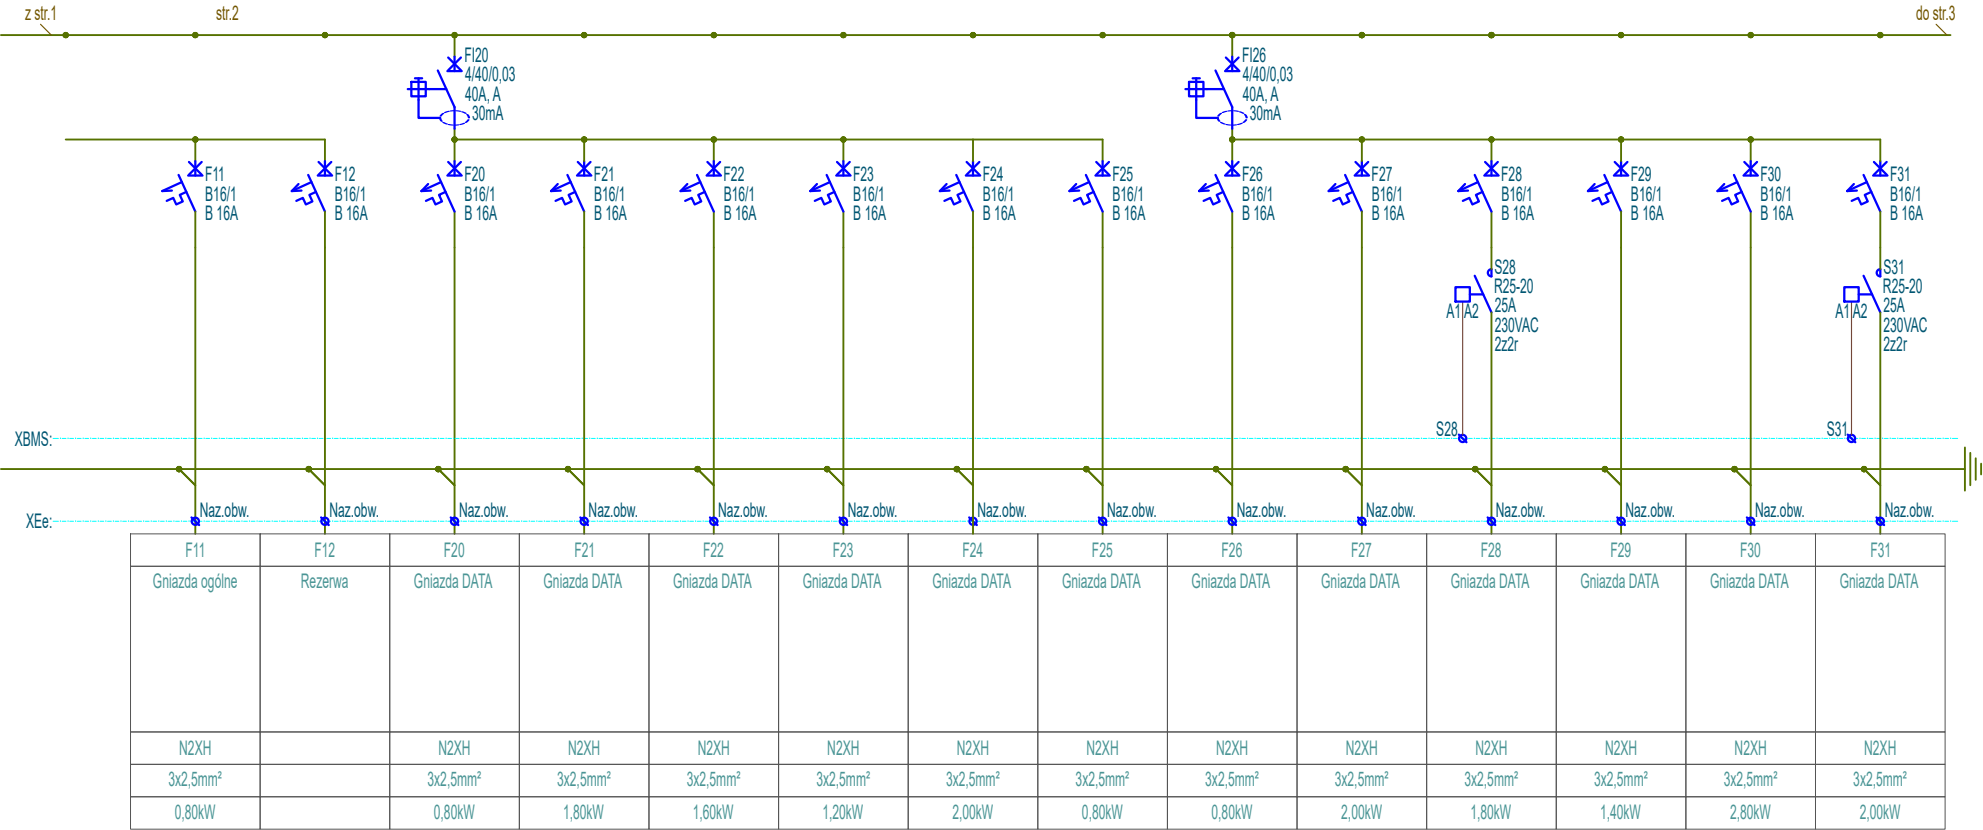 z str.1 str.2 do str.3
FI20
4/40/0,03
40A, A
30mA
FI26
4/40/0,03
40A, A
30mA
F11
B16/1
B 16A
F12
B16/1
B 16A
F20
B16/1
B 16A
F21
B16/1
B 16A
F22
B16/1
B 16A
F23
B16/1
B 16A
F24
B16/1
B 16A
F25
B16/1
B 16A
F26
B16/1
B 16A
F27
B16/1
B 16A
F28
B16/1
B 16A
F29
B16/1
B 16A
F30
B16/1
B 16A
F31
B16/1
B 16A
S28
R25-20
25A
230VAC
2z2r
A1 A2
S31
R25-20
25A
230VAC
2z2r
A1 A2
XBMS: S28 S31
XEe: Naz.obw. Naz.obw. Naz.obw. Naz.obw. Naz.obw. Naz.obw. Naz.obw. Naz.obw. Naz.obw. Naz.obw. Naz.obw. Naz.obw. Naz.obw. Naz.obw.
F11 F12 F20 F21 F22 F23 F24 F25 F26 F27 F28 F29 F30 F31
Gniazda ogólne Rezerwa Gniazda DATA Gniazda DATA Gniazda DATA Gniazda DATA Gniazda DATA Gniazda DATA Gniazda DATA Gniazda DATA Gniazda DATA Gniazda DATA Gniazda DATA Gniazda DATA
N2XH N2XH N2XH N2XH N2XH N2XH N2XH N2XH N2XH N2XH N2XH N2XH N2XH
3x2,5mm² 3x2,5mm² 3x2,5mm² 3x2,5mm² 3x2,5mm² 3x2,5mm² 3x2,5mm² 3x2,5mm² 3x2,5mm² 3x2,5mm² 3x2,5mm² 3x2,5mm² 3x2,5mm²
0,80kW 0,80kW 1,80kW 1,60kW 1,20kW 2,00kW 0,80kW 0,80kW 2,00kW 1,80kW 1,40kW 2,80kW 2,00kW